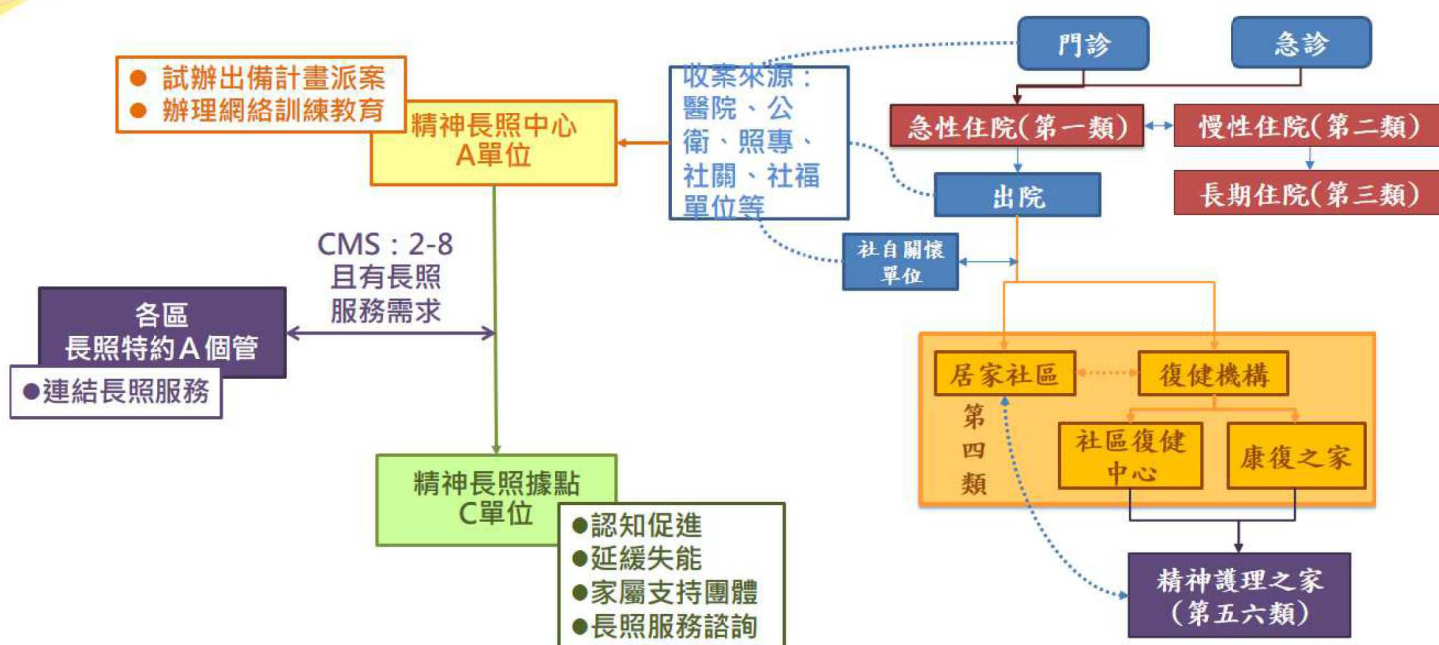 ● 試辦出備計畫派案
● 辦理網絡訓練教育
精神長照中心
A單位
收案來源：
醫院、公
衛、照專、
社關、社福
單位等
門診
急診
急性住院(第一類)
慢性住院(第二類)
出院
長期住院(第三類)
社自關懷
單位
CMS：2-8
且有長照
服務需求
各區
長照特約A個管
●連結長照服務
居家社區
復健機構
第
四
類
社區復健
中心
康復之家
精神長照據點
C單位
●認知促進
●延緩失能
●家屬支持團體
●長照服務諮詢
精神護理之家
(第五六類)